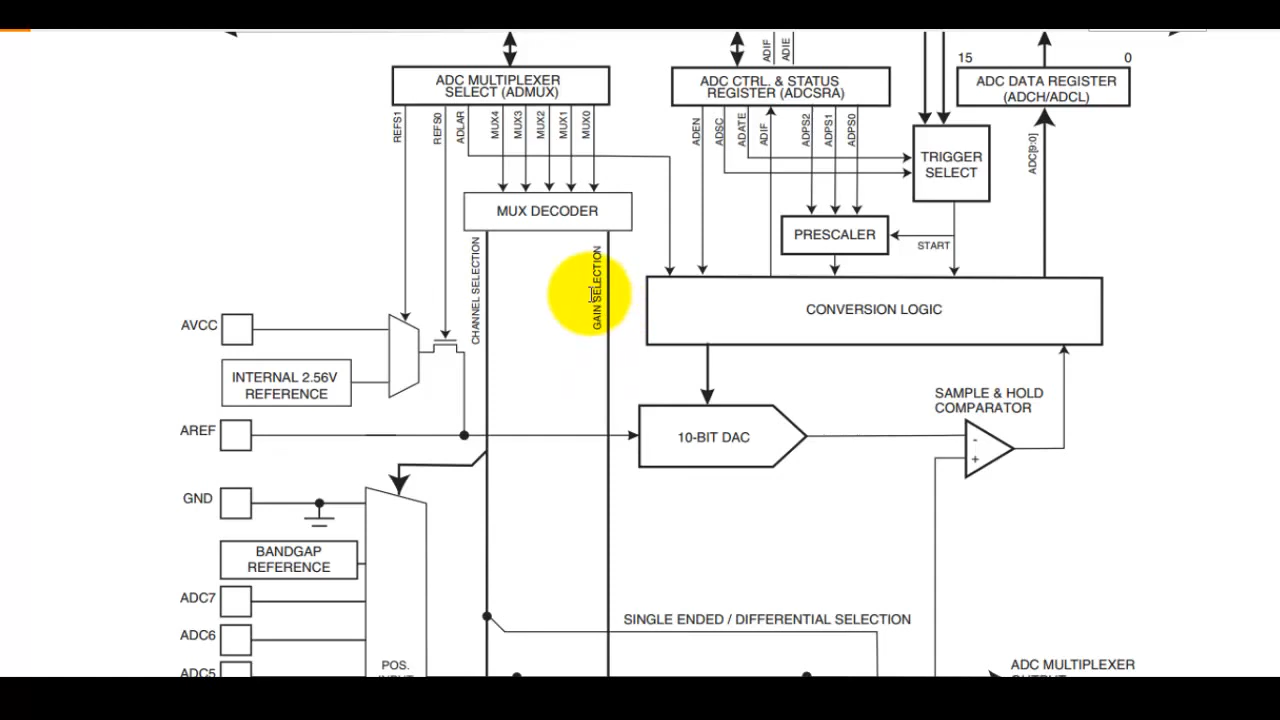 ADIF
ADIE
15
0
ADC MULTIPLEXER
SELECT (ADMUX)
ADC CTRL. & STATUS
REGISTER (ADCSRA)
ADC DATA REGISTER
(ADCH/ADCL)
REFS1
REFS0
ADLAR
MUX4
MUX3
MUX2
MUX1
MUX0
ADEN
ADSC
ADATE
ADIF
ADPS2
ADPS1
ADPS0
ADC[9:0]
TRIGGER
SELECT
MUX DECODER
PRESCALER
START
CHANNEL SELECTION
GAIN SELECTION
CONVERSION LOGIC
AVCC
INTERNAL 2.56V
REFERENCE
SAMPLE & HOLD
COMPARATOR
AREF
10-BIT DAC
-
+
GND
BANDGAP
REFERENCE
ADC7
SINGLE ENDED / DIFFERENTIAL SELECTION
ADC6
ADC5
POS.
INPUT
ADC MULTIPLEXER
OUTPUT